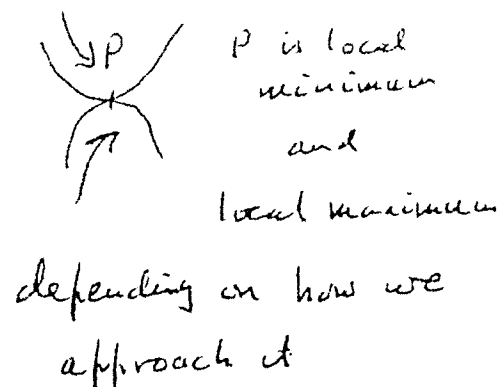 P
P is local
minimum
and
local maximum
depending on how we
approach it